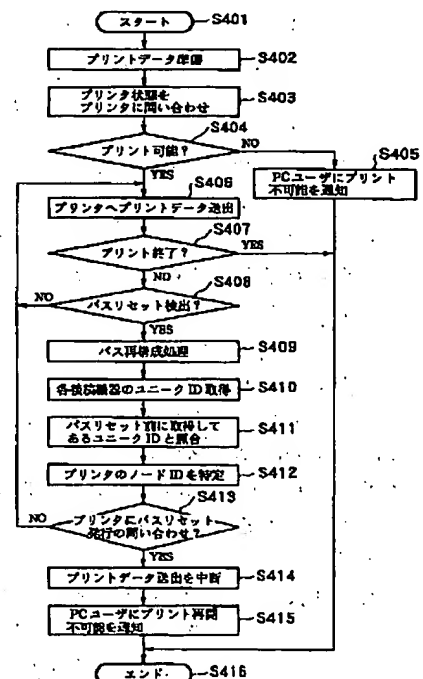 スタート
S401
プリントデータ準備
S402
プリンタ状態を
プリンタに問い合わせ
S403
S404
プリント可能?
NO
S405
YES
PCユーザにプリント
不可能を通知
S406
プリンタへプリントデータ送出
S407
プリント終了?
YES
NO
S408
バスリセット検出?
NO
YES
バス再構成処理
S409
各接続機器のユニークID取得
S410
バスリセット前に取得して
あるユニークIDと照合
S411
プリンタのノードIDを特定
S412
S413
プリンタにバスリセット
発行の問い合わせ?
NO
YES
プリントデータ送出を中断
S414
PCユーザにプリント再開
不可能を通知
S415
エンド
S416